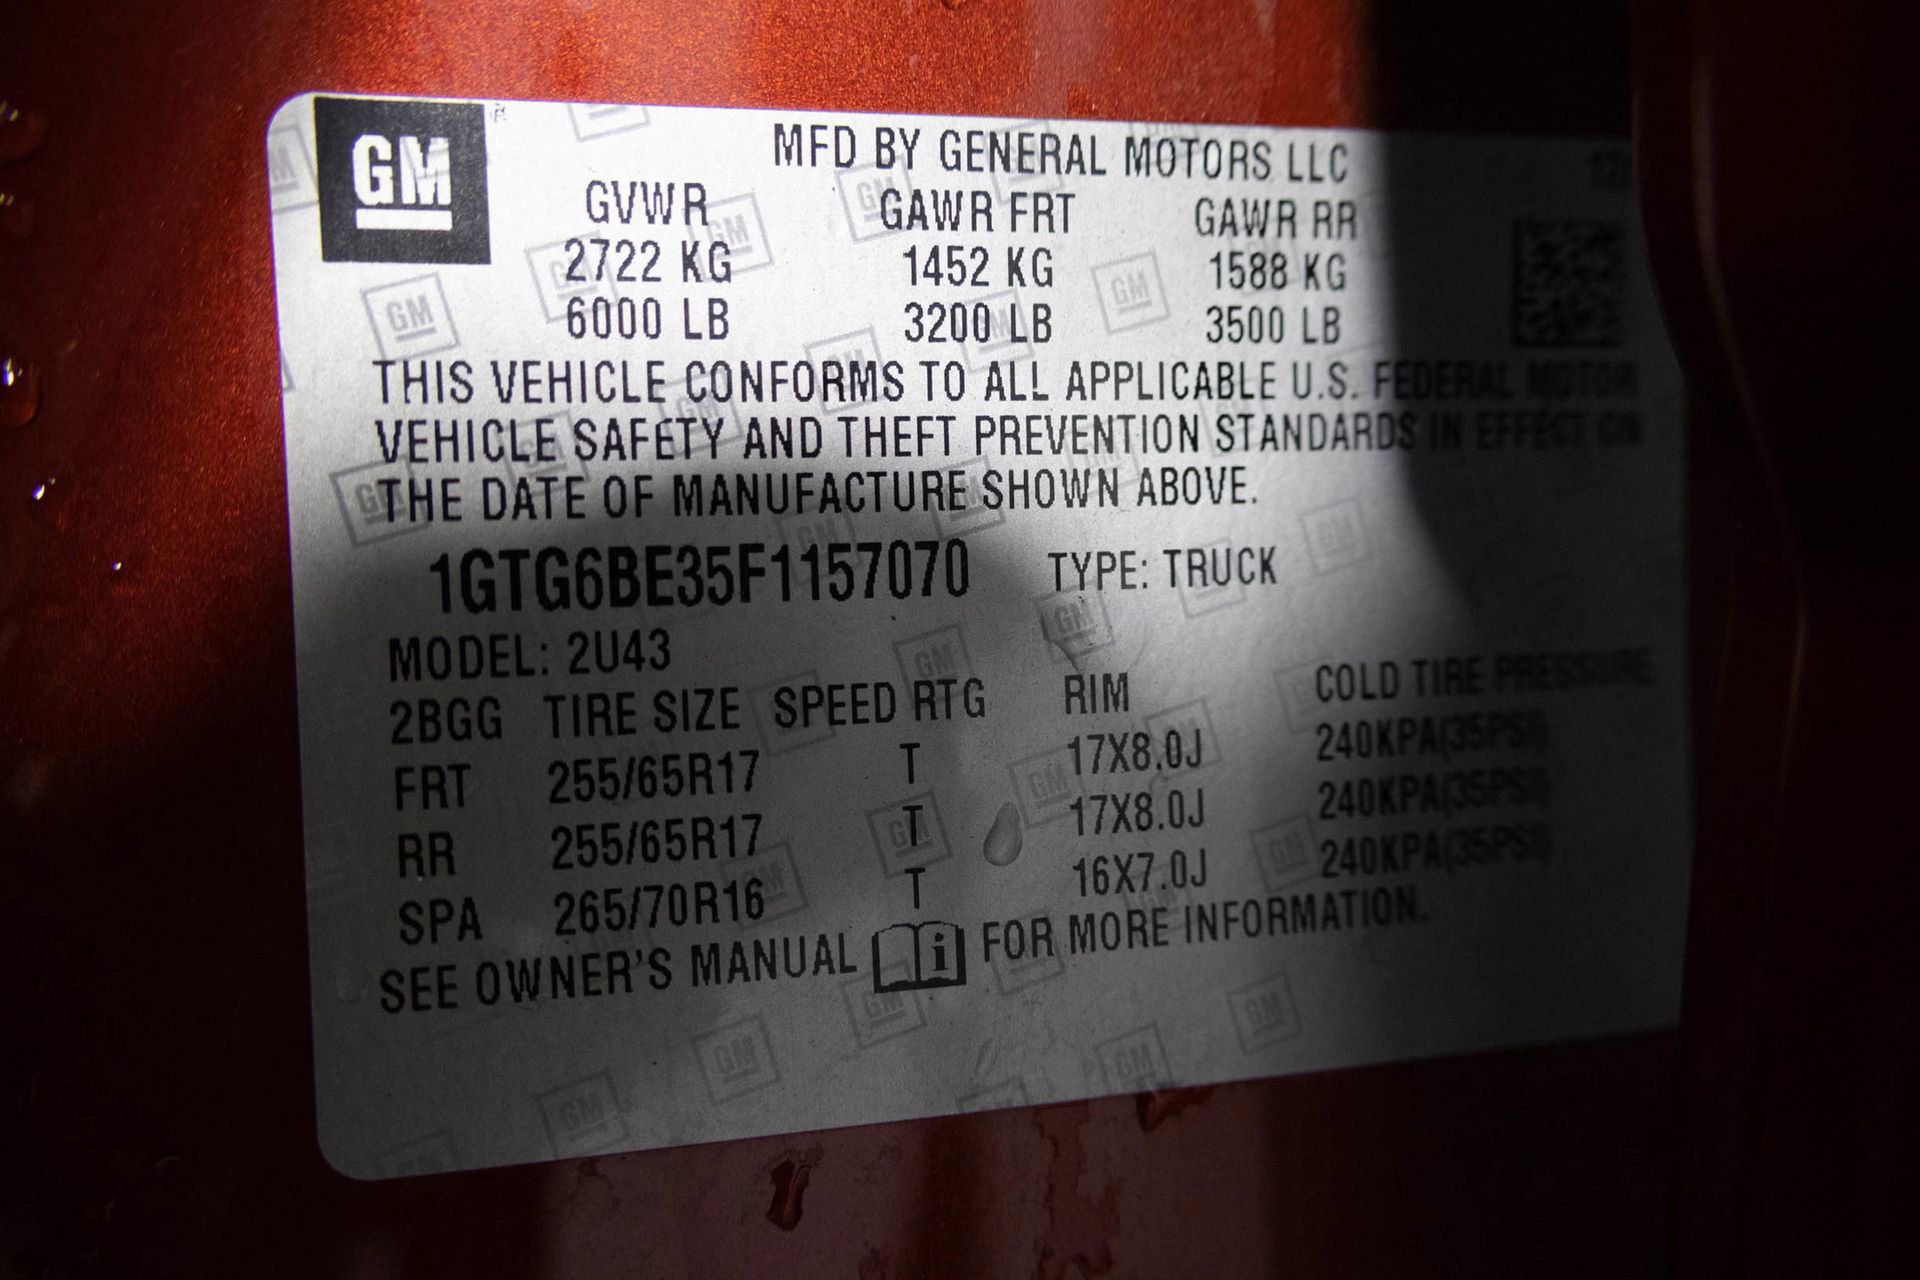 GM
MFD BY GENERAL MOTORS LLC
GVWR GAWR FRT GAWR RR
2722 KG 1452 KG 1588 KG
6000 LB 3200 LB 3500 LB
THIS VEHICLE CONFORMS TO ALL APPLICABLE U.S. FEDERAL MOTOR
VEHICLE SAFETY AND THEFT PREVENTION STANDARDS IN EFFECT ON
THE DATE OF MANUFACTURE SHOWN ABOVE.
1GTG6BE35F1157070 TYPE: TRUCK
MODEL: 2U43
2BGG TIRE SIZE SPEED RTG RIM COLD TIRE PRESSURE
FRT 255/65R17 T 17X8.0J 240KPA(35PSI)
RR 255/65R17 T 17X8.0J 240KPA(35PSI)
SPA 265/70R16 T 16X7.0J 240KPA(35PSI)
SEE OWNER'S MANUAL i FOR MORE INFORMATION.